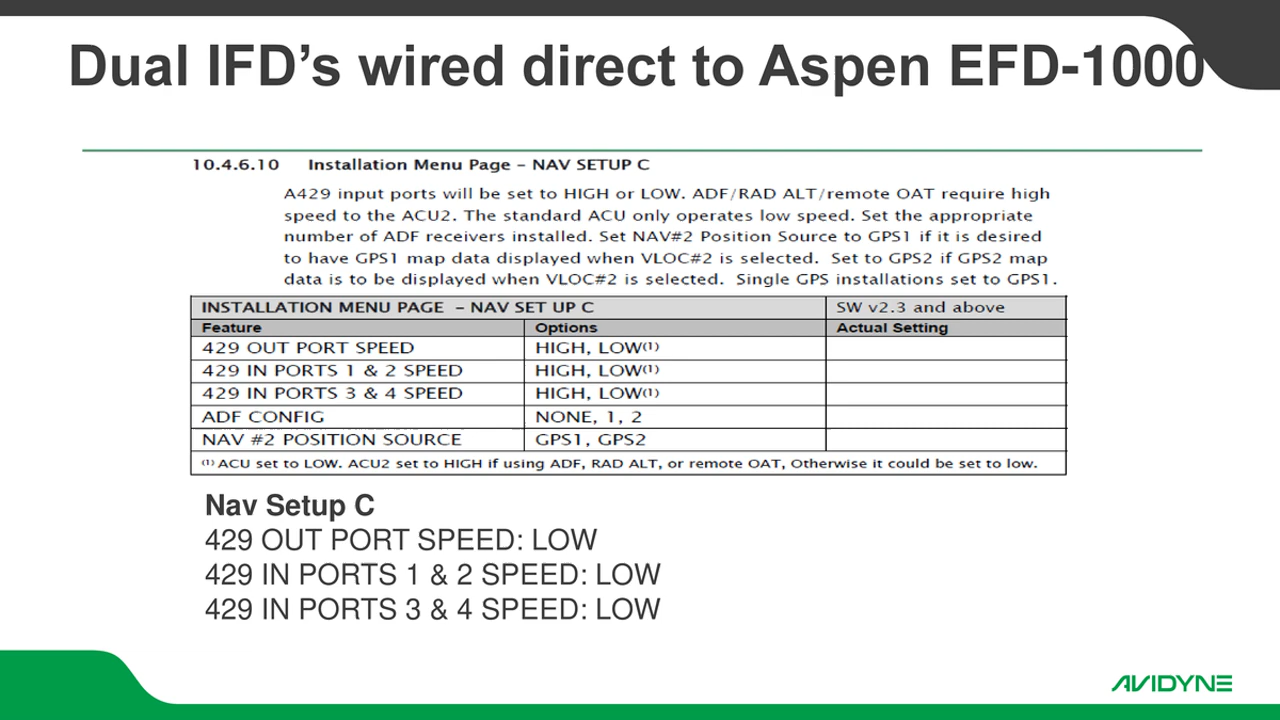 Dual IFD's wired direct to Aspen EFD-1000
10.4.6.10 Installation Menu Page – NAV SETUP C
A429 input ports will be set to HIGH or LOW. ADF/RAD ALT/remote OAT require high
speed to the ACU2. The standard ACU only operates low speed. Set the appropriate
number of ADF receivers installed. Set NAV#2 Position Source to GPS1 if it is desired
to have GPS1 map data displayed when VLOC#2 is selected. Set to GPS2 if GPS2 map
data is to be displayed when VLOC#2 is selected. Single GPS installations set to GPS1.
INSTALLATION MENU PAGE – NAV SET UP C SW v2.3 and above
Feature Options Actual Setting
429 OUT PORT SPEED HIGH, LOW(1)
429 IN PORTS 1 & 2 SPEED HIGH, LOW(1)
429 IN PORTS 3 & 4 SPEED HIGH, LOW(1)
ADF CONFIG NONE, 1, 2
NAV #2 POSITION SOURCE GPS1, GPS2
(1) ACU set to LOW. ACU2 set to HIGH if using ADF, RAD ALT, or remote OAT, Otherwise it could be set to low.
Nav Setup C
429 OUT PORT SPEED: LOW
429 IN PORTS 1 & 2 SPEED: LOW
429 IN PORTS 3 & 4 SPEED: LOW
AVIDYNE